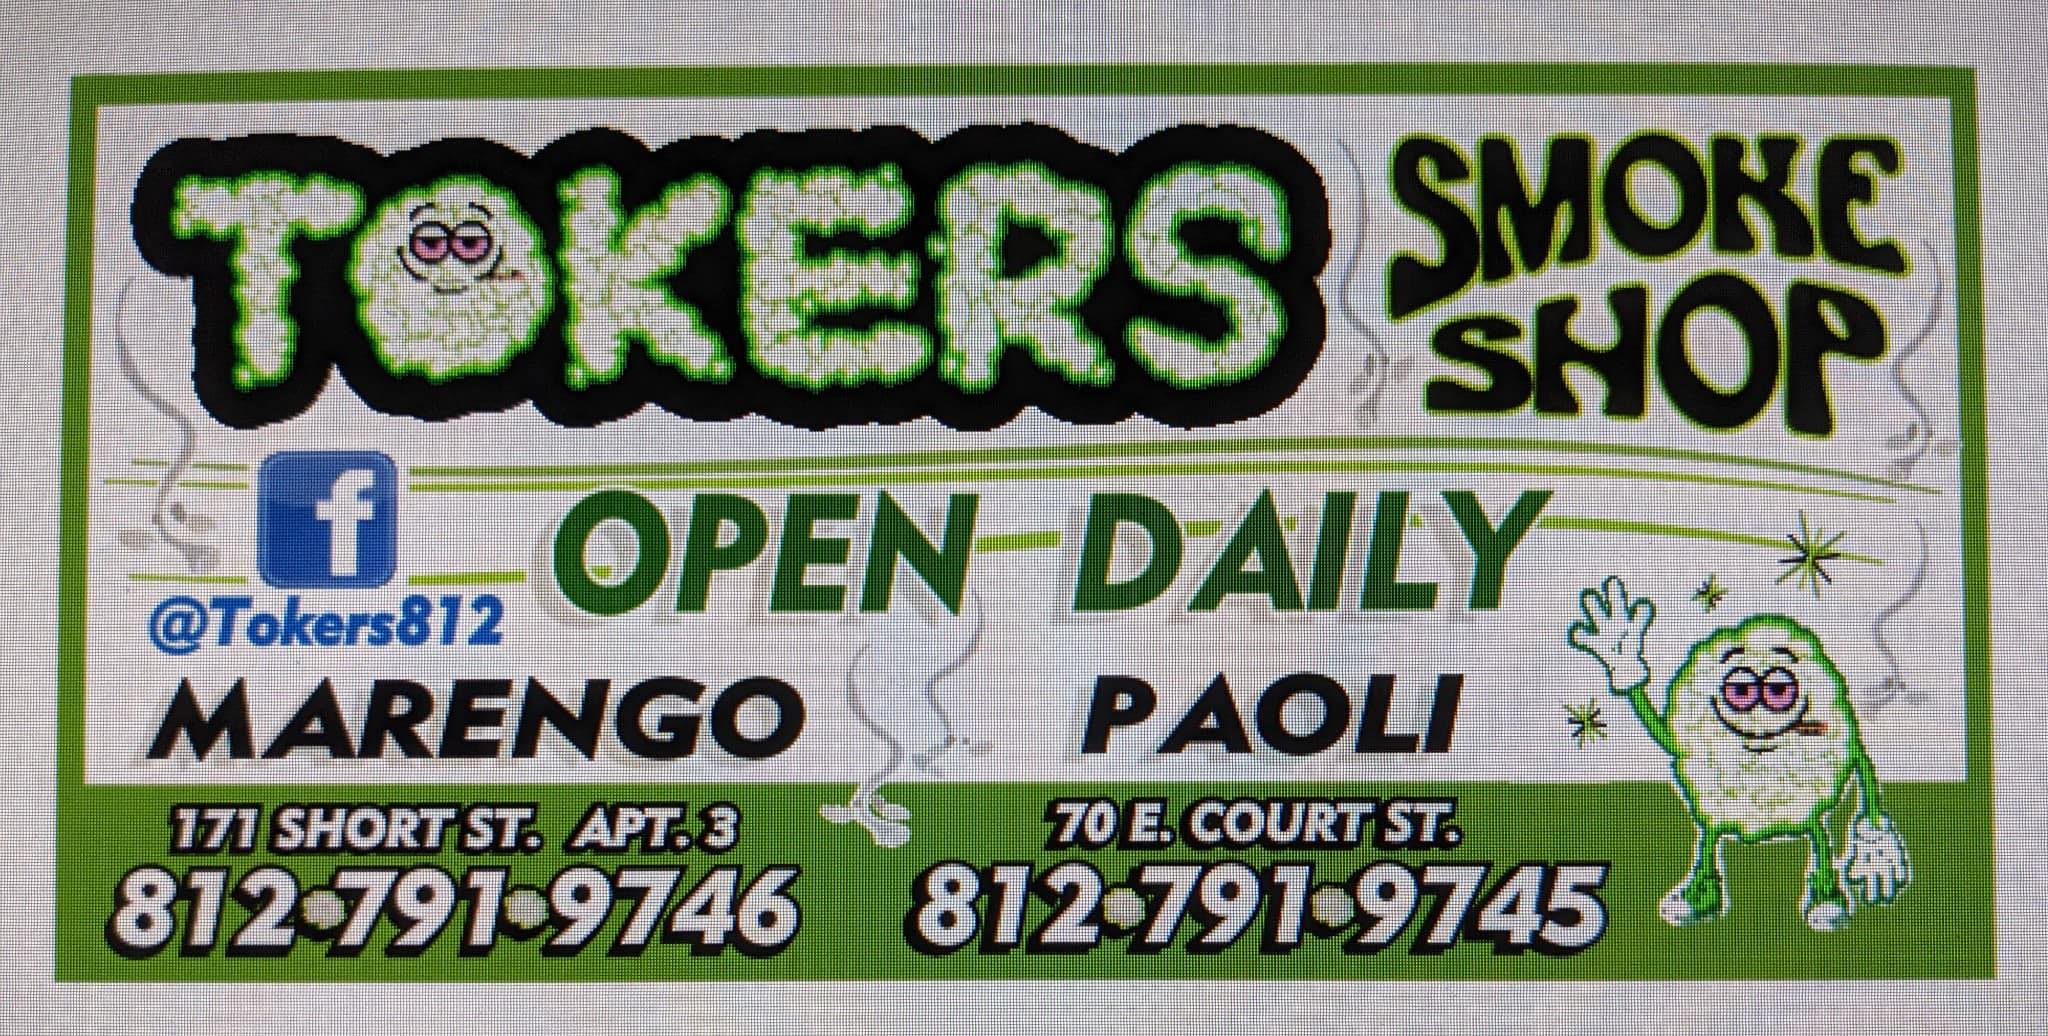 TOKERS
SMOKE
SHOP
f
@Tokers812
OPEN DAILY
MARENGO
171 SHORT ST. APT. 3
812•791•9746
PAOLI
70 E. COURT ST.
812•791•9745